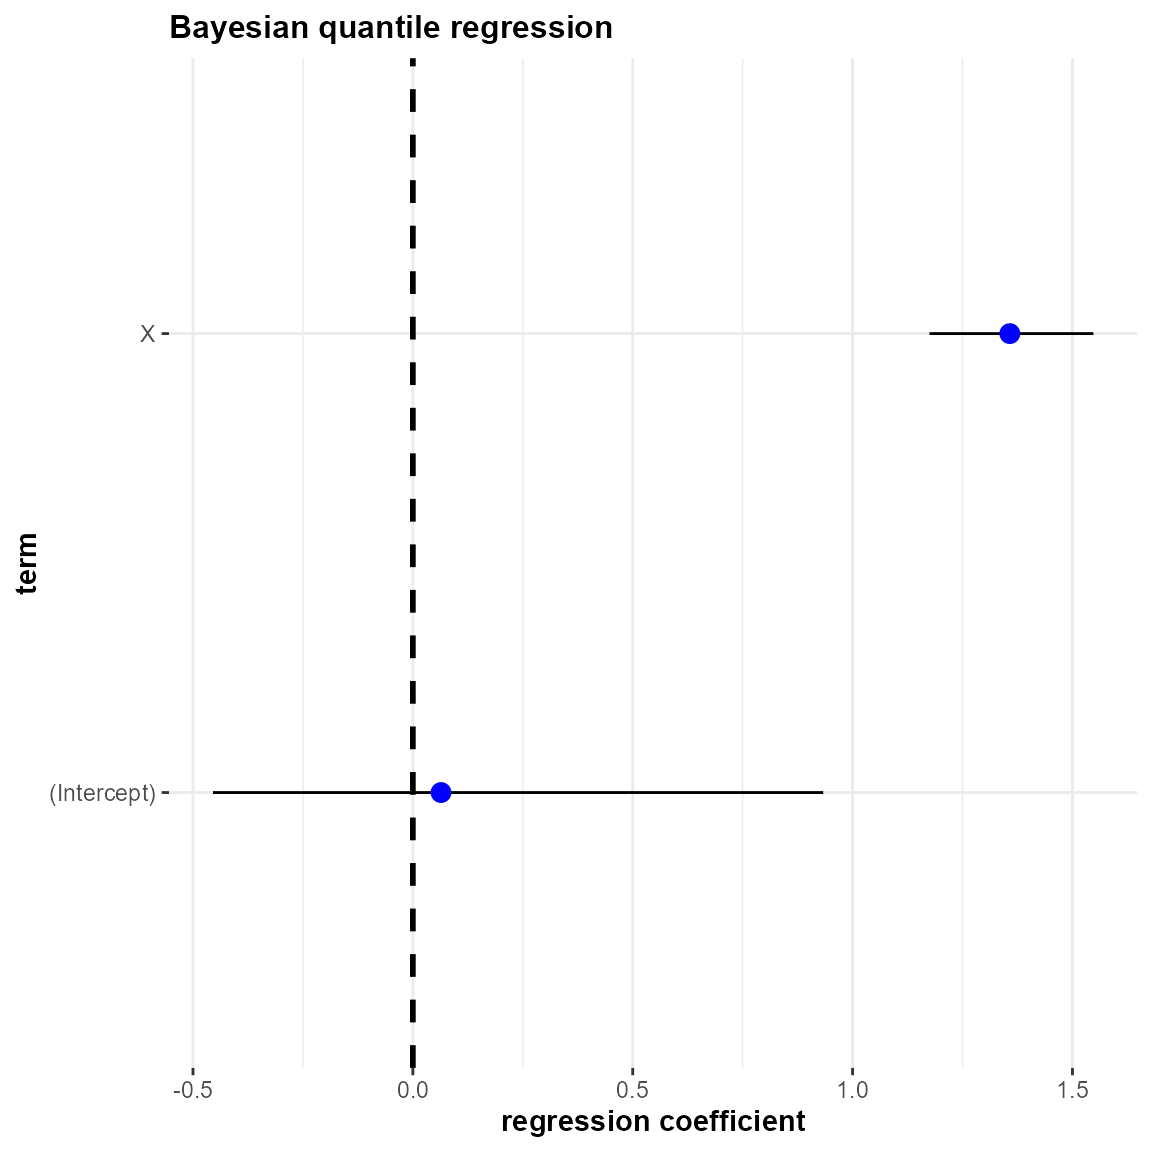 Bayesian quantile regression
term
X
(Intercept)
-0.5 0.0 0.5 1.0 1.5
regression coefficient